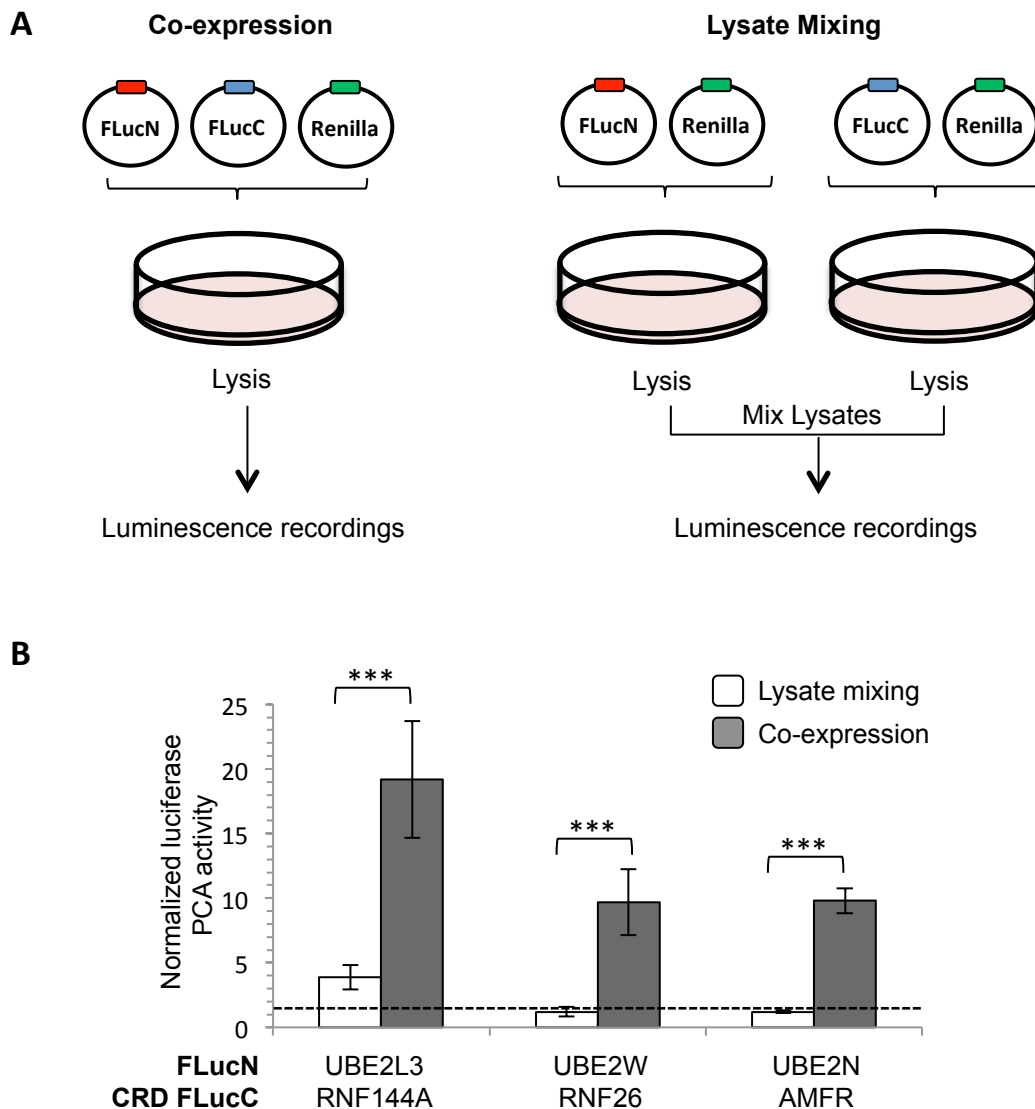 A
Co-expression
Lysate Mixing
FLucN
FLucC
Renilla
FLucN
Renilla
FLucC
Renilla
Lysis
Lysis
Lysis
Mix Lysates
Luminescence recordings
Luminescence recordings
B
Normalized luciferase
PCA activity
25
20
15
10
5
0
***
***
***
Lysate mixing
Co-expression
FLucN UBE2L3 UBE2W UBE2N
CRD FLucC RNF144A RNF26 AMFR